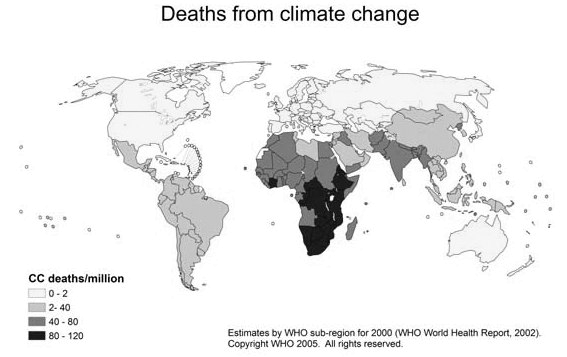 Deaths from climate change
CC deaths/million
0 - 2
2- 40
40 - 80
80 - 120
Estimates by WHO sub-region for 2000 (WHO World Health Report, 2002).
Copyright WHO 2005. All rights reserved.